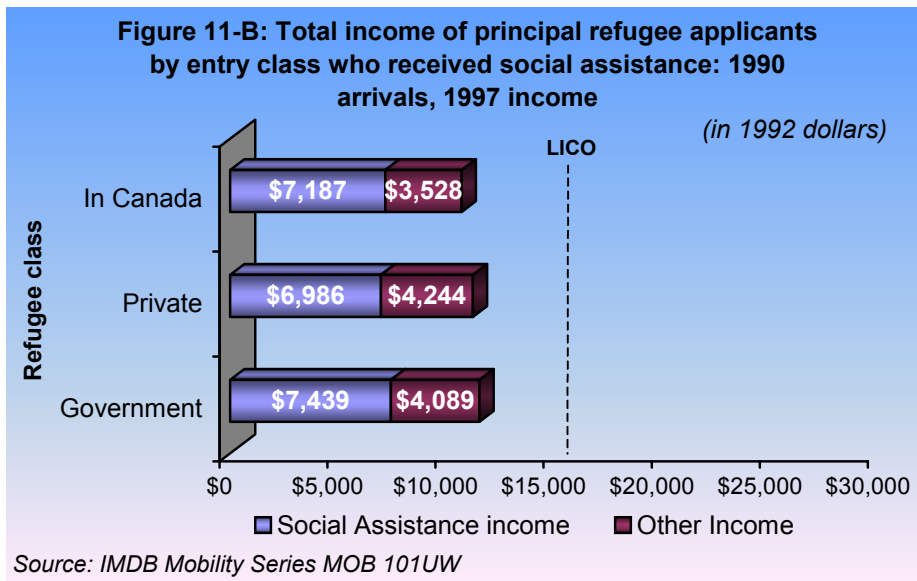 Figure 11-B: Total income of principal refugee applicants
by entry class who received social assistance: 1990
arrivals, 1997 income
(in 1992 dollars)
LICO
Refugee class
In Canada
$7,187 $3,528
Private
$6,986 $4,244
Government
$7,439 $4,089
$0 $5,000 $10,000 $15,000 $20,000 $25,000 $30,000
Social Assistance income Other Income
Source: IMDB Mobility Series MOB 101UW